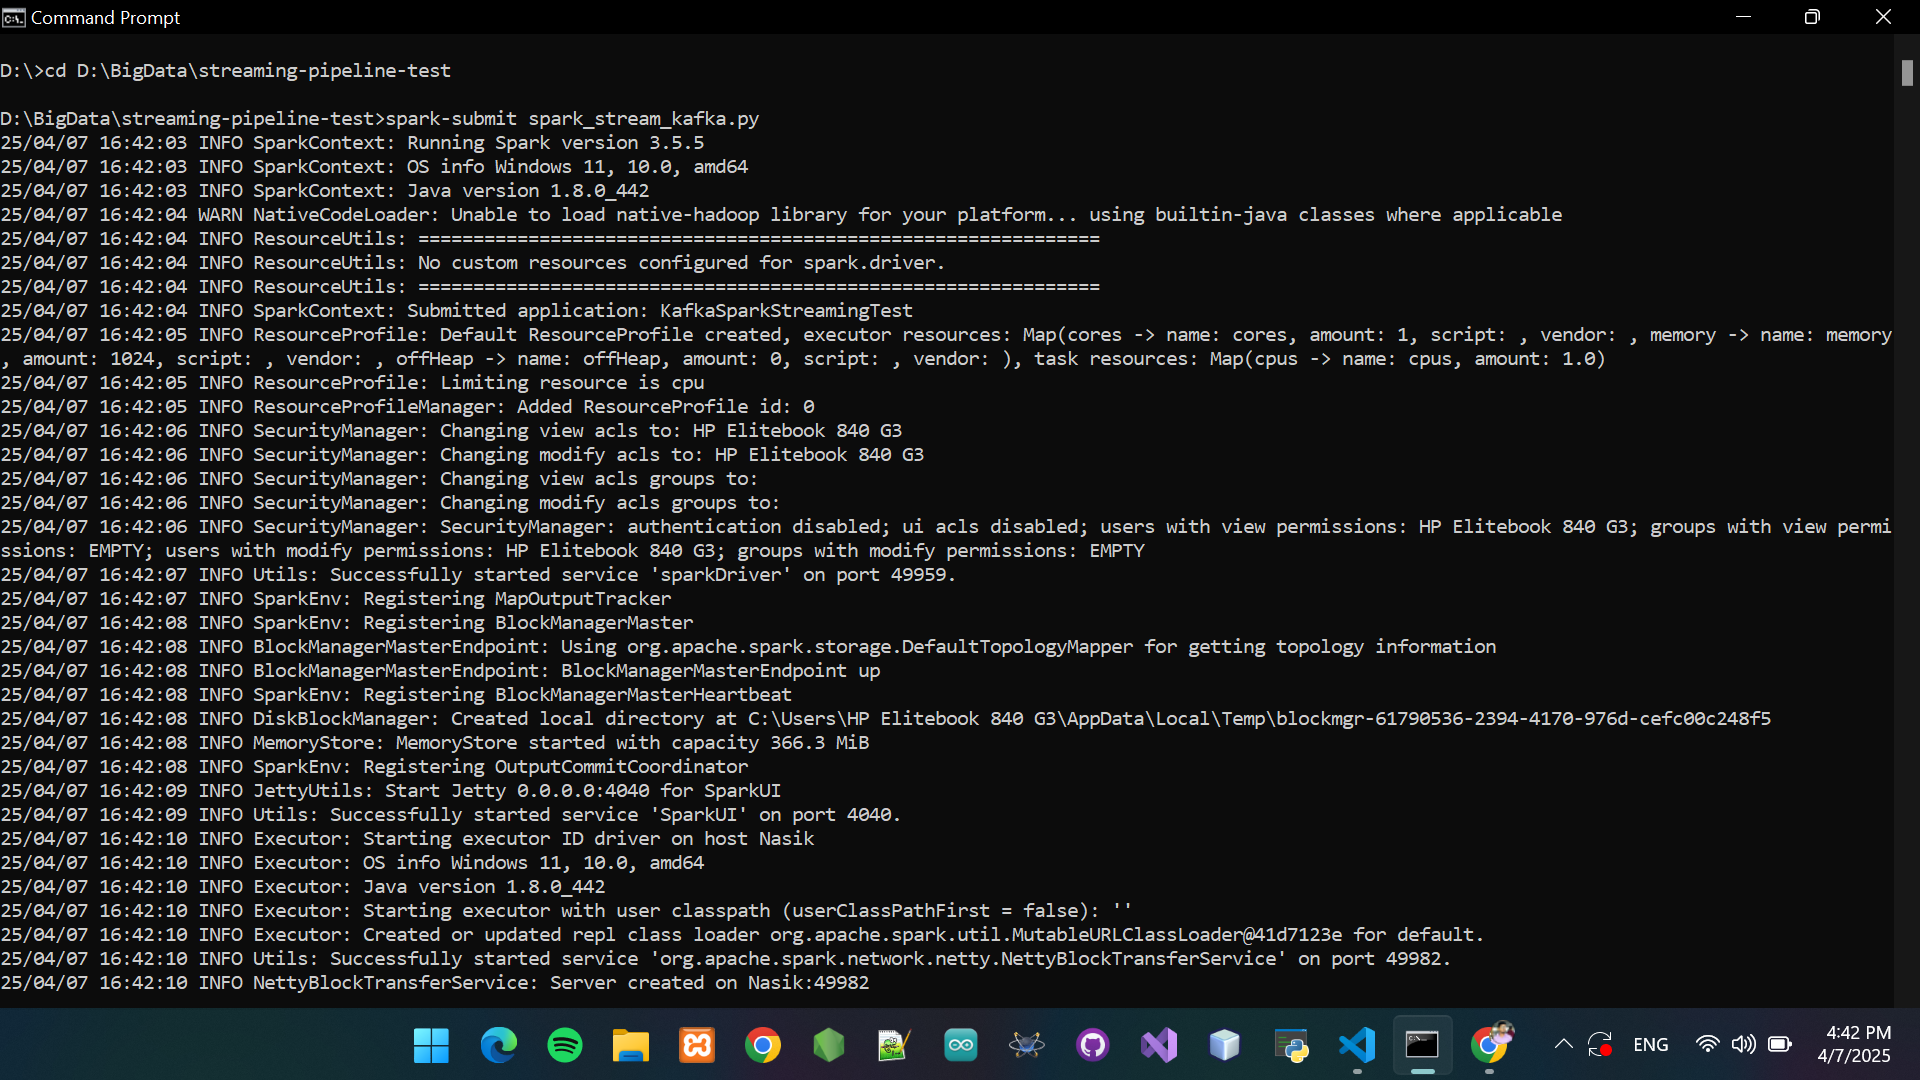 Command Prompt
D:\>cd D:\BigData\streaming-pipeline-test
D:\BigData\streaming-pipeline-test>spark-submit spark_stream_kafka.py
25/04/07 16:42:03 INFO SparkContext: Running Spark version 3.5.5
25/04/07 16:42:03 INFO SparkContext: OS info Windows 11, 10.0, amd64
25/04/07 16:42:03 INFO SparkContext: Java version 1.8.0_442
25/04/07 16:42:04 WARN NativeCodeLoader: Unable to load native-hadoop library for your platform... using builtin-java classes where applicable
25/04/07 16:42:04 INFO ResourceUtils: ==============================================================
25/04/07 16:42:04 INFO ResourceUtils: No custom resources configured for spark.driver.
25/04/07 16:42:04 INFO ResourceUtils: ==============================================================
25/04/07 16:42:04 INFO SparkContext: Submitted application: KafkaSparkStreamingTest
25/04/07 16:42:05 INFO ResourceProfile: Default ResourceProfile created, executor resources: Map(cores -> name: cores, amount: 1, script: , vendor: , memory -> name: memory
, amount: 1024, script: , vendor: , offHeap -> name: offHeap, amount: 0, script: , vendor: ), task resources: Map(cpus -> name: cpus, amount: 1.0)
25/04/07 16:42:05 INFO ResourceProfile: Limiting resource is cpu
25/04/07 16:42:05 INFO ResourceProfileManager: Added ResourceProfile id: 0
25/04/07 16:42:06 INFO SecurityManager: Changing view acls to: HP Elitebook 840 G3
25/04/07 16:42:06 INFO SecurityManager: Changing modify acls to: HP Elitebook 840 G3
25/04/07 16:42:06 INFO SecurityManager: Changing view acls groups to:
25/04/07 16:42:06 INFO SecurityManager: Changing modify acls groups to:
25/04/07 16:42:06 INFO SecurityManager: SecurityManager: authentication disabled; ui acls disabled; users with view permissions: HP Elitebook 840 G3; groups with view permi
ssions: EMPTY; users with modify permissions: HP Elitebook 840 G3; groups with modify permissions: EMPTY
25/04/07 16:42:07 INFO Utils: Successfully started service 'sparkDriver' on port 49959.
25/04/07 16:42:07 INFO SparkEnv: Registering MapOutputTracker
25/04/07 16:42:08 INFO SparkEnv: Registering BlockManagerMaster
25/04/07 16:42:08 INFO BlockManagerMasterEndpoint: Using org.apache.spark.storage.DefaultTopologyMapper for getting topology information
25/04/07 16:42:08 INFO BlockManagerMasterEndpoint: BlockManagerMasterEndpoint up
25/04/07 16:42:08 INFO SparkEnv: Registering BlockManagerMasterHeartbeat
25/04/07 16:42:08 INFO DiskBlockManager: Created local directory at C:\Users\HP Elitebook 840 G3\AppData\Local\Temp\blockmgr-61790536-2394-4170-976d-cefc00c248f5
25/04/07 16:42:08 INFO MemoryStore: MemoryStore started with capacity 366.3 MiB
25/04/07 16:42:08 INFO SparkEnv: Registering OutputCommitCoordinator
25/04/07 16:42:09 INFO JettyUtils: Start Jetty 0.0.0.0:4040 for SparkUI
25/04/07 16:42:09 INFO Utils: Successfully started service 'SparkUI' on port 4040.
25/04/07 16:42:10 INFO Executor: Starting executor ID driver on host Nasik
25/04/07 16:42:10 INFO Executor: OS info Windows 11, 10.0, amd64
25/04/07 16:42:10 INFO Executor: Java version 1.8.0_442
25/04/07 16:42:10 INFO Executor: Starting executor with user classpath (userClassPathFirst = false): ''
25/04/07 16:42:10 INFO Executor: Created or updated repl class loader org.apache.spark.util.MutableURLClassLoader@41d7123e for default.
25/04/07 16:42:10 INFO Utils: Successfully started service 'org.apache.spark.network.netty.NettyBlockTransferService' on port 49982.
25/04/07 16:42:10 INFO NettyBlockTransferService: Server created on Nasik:49982
ENG
4:42 PM
4/7/2025